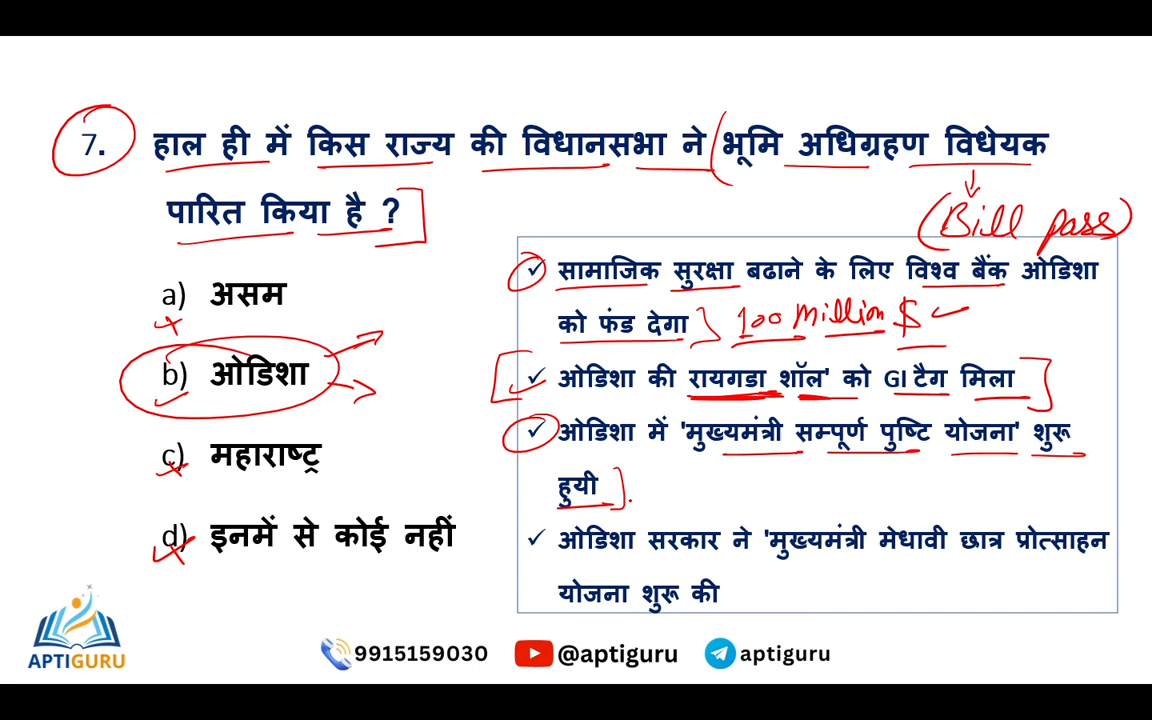 7. हाल ही में किस राज्य की विधानसभा ने भूमि अधिग्रहण विधेयक
पारित किया है ?
(Bill pass)
a) असम
b) ओडिशा
c) महाराष्ट्र
d) इनमें से कोई नहीं
✓ सामाजिक सुरक्षा बढाने के लिए विश्व बैंक ओडिशा
को फंड देगा } 100 Million $
✓ ओडिशा की रायगडा शॉल' को GI टैग मिला
✓ ओडिशा में 'मुख्यमंत्री सम्पूर्ण पुष्टि योजना' शुरू
हुयी
✓ ओडिशा सरकार ने 'मुख्यमंत्री मेधावी छात्र प्रोत्साहन
योजना शुरू की
APTIGURU
9915159030 @aptiguru aptiguru